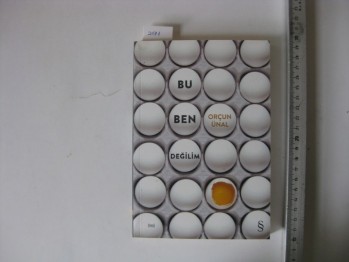 BU
BEN
ORÇUN
ÜNAL
DEĞİLİM